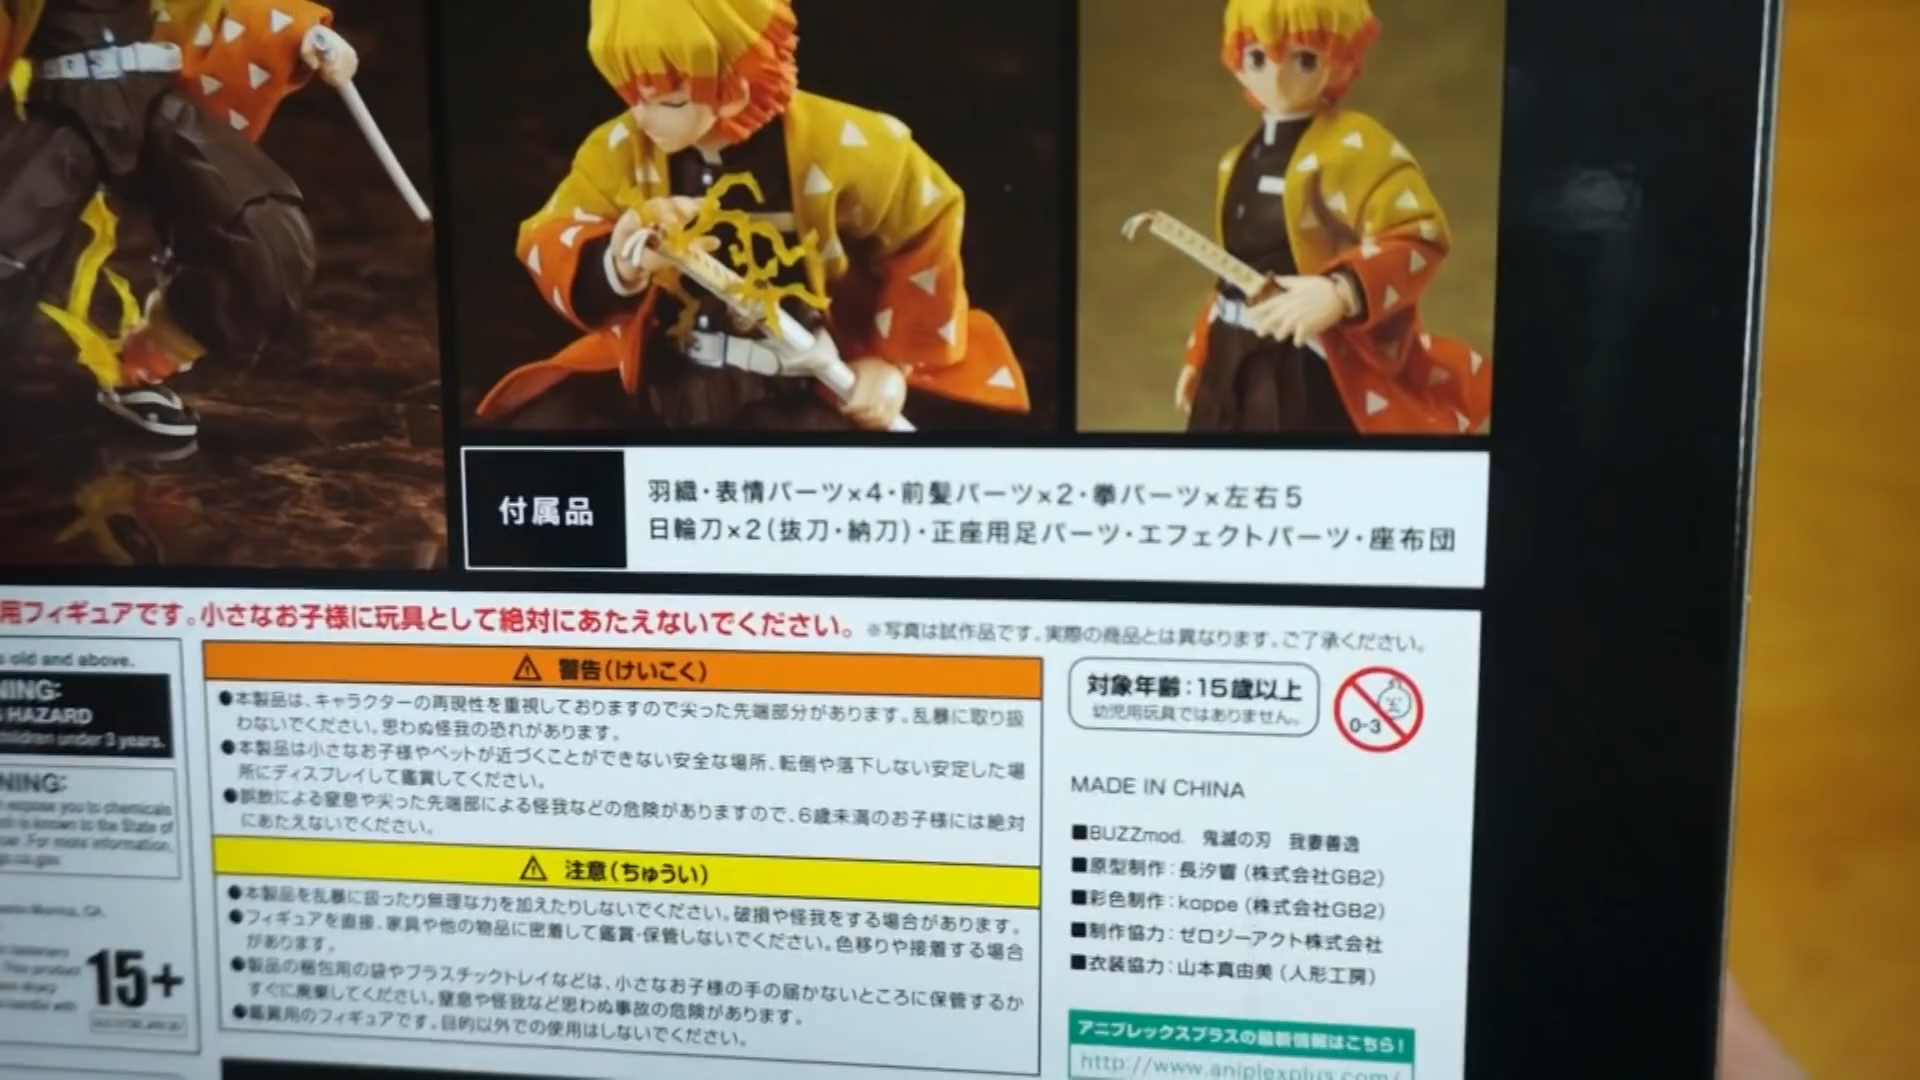 付属品
羽織・表情パーツ×4・前髪パーツ×2・拳パーツ×左右5
日輪刀×2(抜刀・納刀)・正座用足パーツ・エフェクトパーツ・座布団
用フィギュアです。小さなお子様に玩具として絶対にあたえないでください。
※写真は試作品です。実際の商品とは異なります。ご了承ください。
s old and above.
NING:
HAZARD
children under 3 years.
NING:
expose you to chemicals
is known to the State of
For more information,
15+
⚠ 警告(けいこく)
●本製品は、キャラクターの再現性を重視しておりますので尖った先端部分があります。乱暴に取り扱
わないでください。思わぬ怪我の恐れがあります。
●本製品は小さなお子様やペットが近づくことができない安全な場所、転倒や落下しない安定した場
所にディスプレイして鑑賞してください。
●誤飲による窒息や尖った先端部による怪我などの危険がありますので、6歳未満のお子様には絶対
にあたえないでください。
⚠ 注意(ちゅうい)
●本製品を乱暴に扱ったり無理な力を加えたりしないでください。破損や怪我をする場合があります。
●フィギュアを直接、家具や他の物品に密着して鑑賞・保管しないでください。色移りや接着する場合
があります。
●製品の梱包用の袋やプラスチックトレイなどは、小さなお子様の手の届かないところに保管するか
すぐに廃棄してください。窒息や怪我など思わぬ事故の危険があります。
●鑑賞用のフィギュアです。目的以外での使用はしないでください。
対象年齢：15歳以上
幼児用玩具ではありません。
0-3
MADE IN CHINA
■BUZZmod. 鬼滅の刃 我妻善逸
■原型制作：長汐響(株式会社GB2)
■彩色制作：koppe(株式会社GB2)
■制作協力：ゼロジーアクト株式会社
■衣装協力：山本真由美(人形工房)
アニプレックスプラスの最新情報はこちら！
http://www.aniplexplus.com/